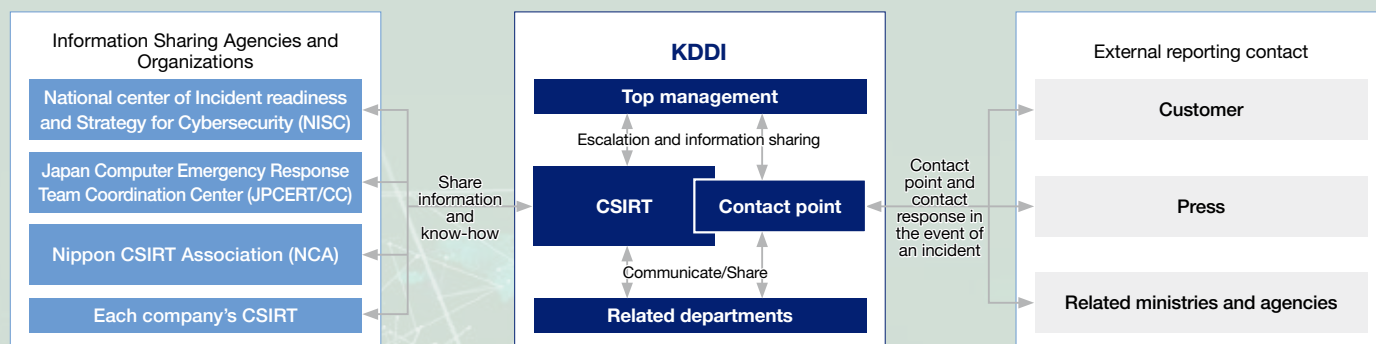 Information Sharing Agencies and
Organizations
National center of Incident readiness
and Strategy for Cybersecurity (NISC)
Japan Computer Emergency Response
Team Coordination Center (JPCERT/CC)
Nippon CSIRT Association (NCA)
Each company's CSIRT
Share
information
and
know-how
KDDI
Top management
Escalation and information sharing
CSIRT
Contact point
Communicate/Share
Related departments
Contact
point and
contact
response in
the event of
an incident
External reporting contact
Customer
Press
Related ministries and agencies